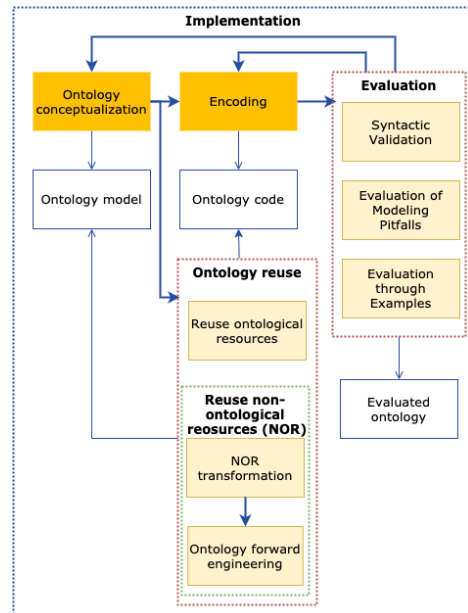 Implementation
Ontology
conceptualization
Encoding
Evaluation
Syntactic
Validation
Ontology model
Ontology code
Evaluation of
Modeling
Pitfalls
Ontology reuse
Evaluation
through
Examples
Reuse ontological
resources
Evaluated
ontology
Reuse non-
ontological
reosurces (NOR)
NOR
transformation
Ontology forward
engineering